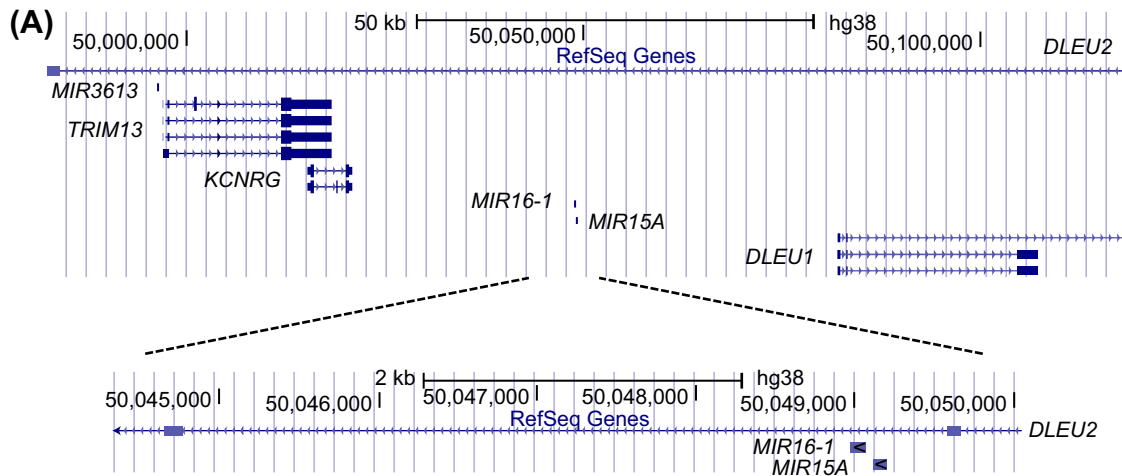 (A)
50 kb hg38
50,000,000 50,050,000 50,100,000 DLEU2
RefSeq Genes
MIR3613
TRIM13
KCNRG
MIR16-1
MIR15A
DLEU1
2 kb hg38
50,045,000 50,046,000 50,047,000 50,048,000 50,049,000 50,050,000
RefSeq Genes
DLEU2
MIR16-1
MIR15A